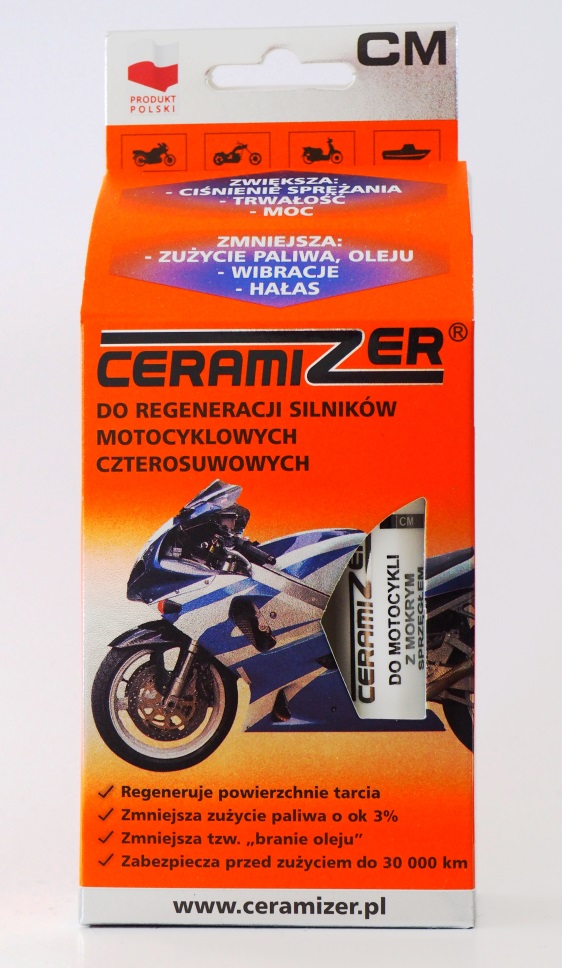 CM
PRODUKT
POLSKI
ZWIĘKSZA:
- CIŚNIENIE SPRĘŻANIA
- TRWAŁOŚĆ
- MOC
ZMNIEJSZA:
- ZUŻYCIE PALIWA, OLEJU
- WIBRACJE
- HAŁAS
CERAMIZER®
DO REGENERACJI SILNIKÓW
MOTOCYKLOWYCH
CZTEROSUWOWYCH
CM
CERAMIZER
DO MOTOCYKLI
Z MOKRYM
SPRZĘGŁEM
Regeneruje powierzchnie tarcia
Zmniejsza zużycie paliwa o ok 3%
Zmniejsza tzw. „branie oleju”
Zabezpiecza przed zużyciem do 30 000 km
www.ceramizer.pl